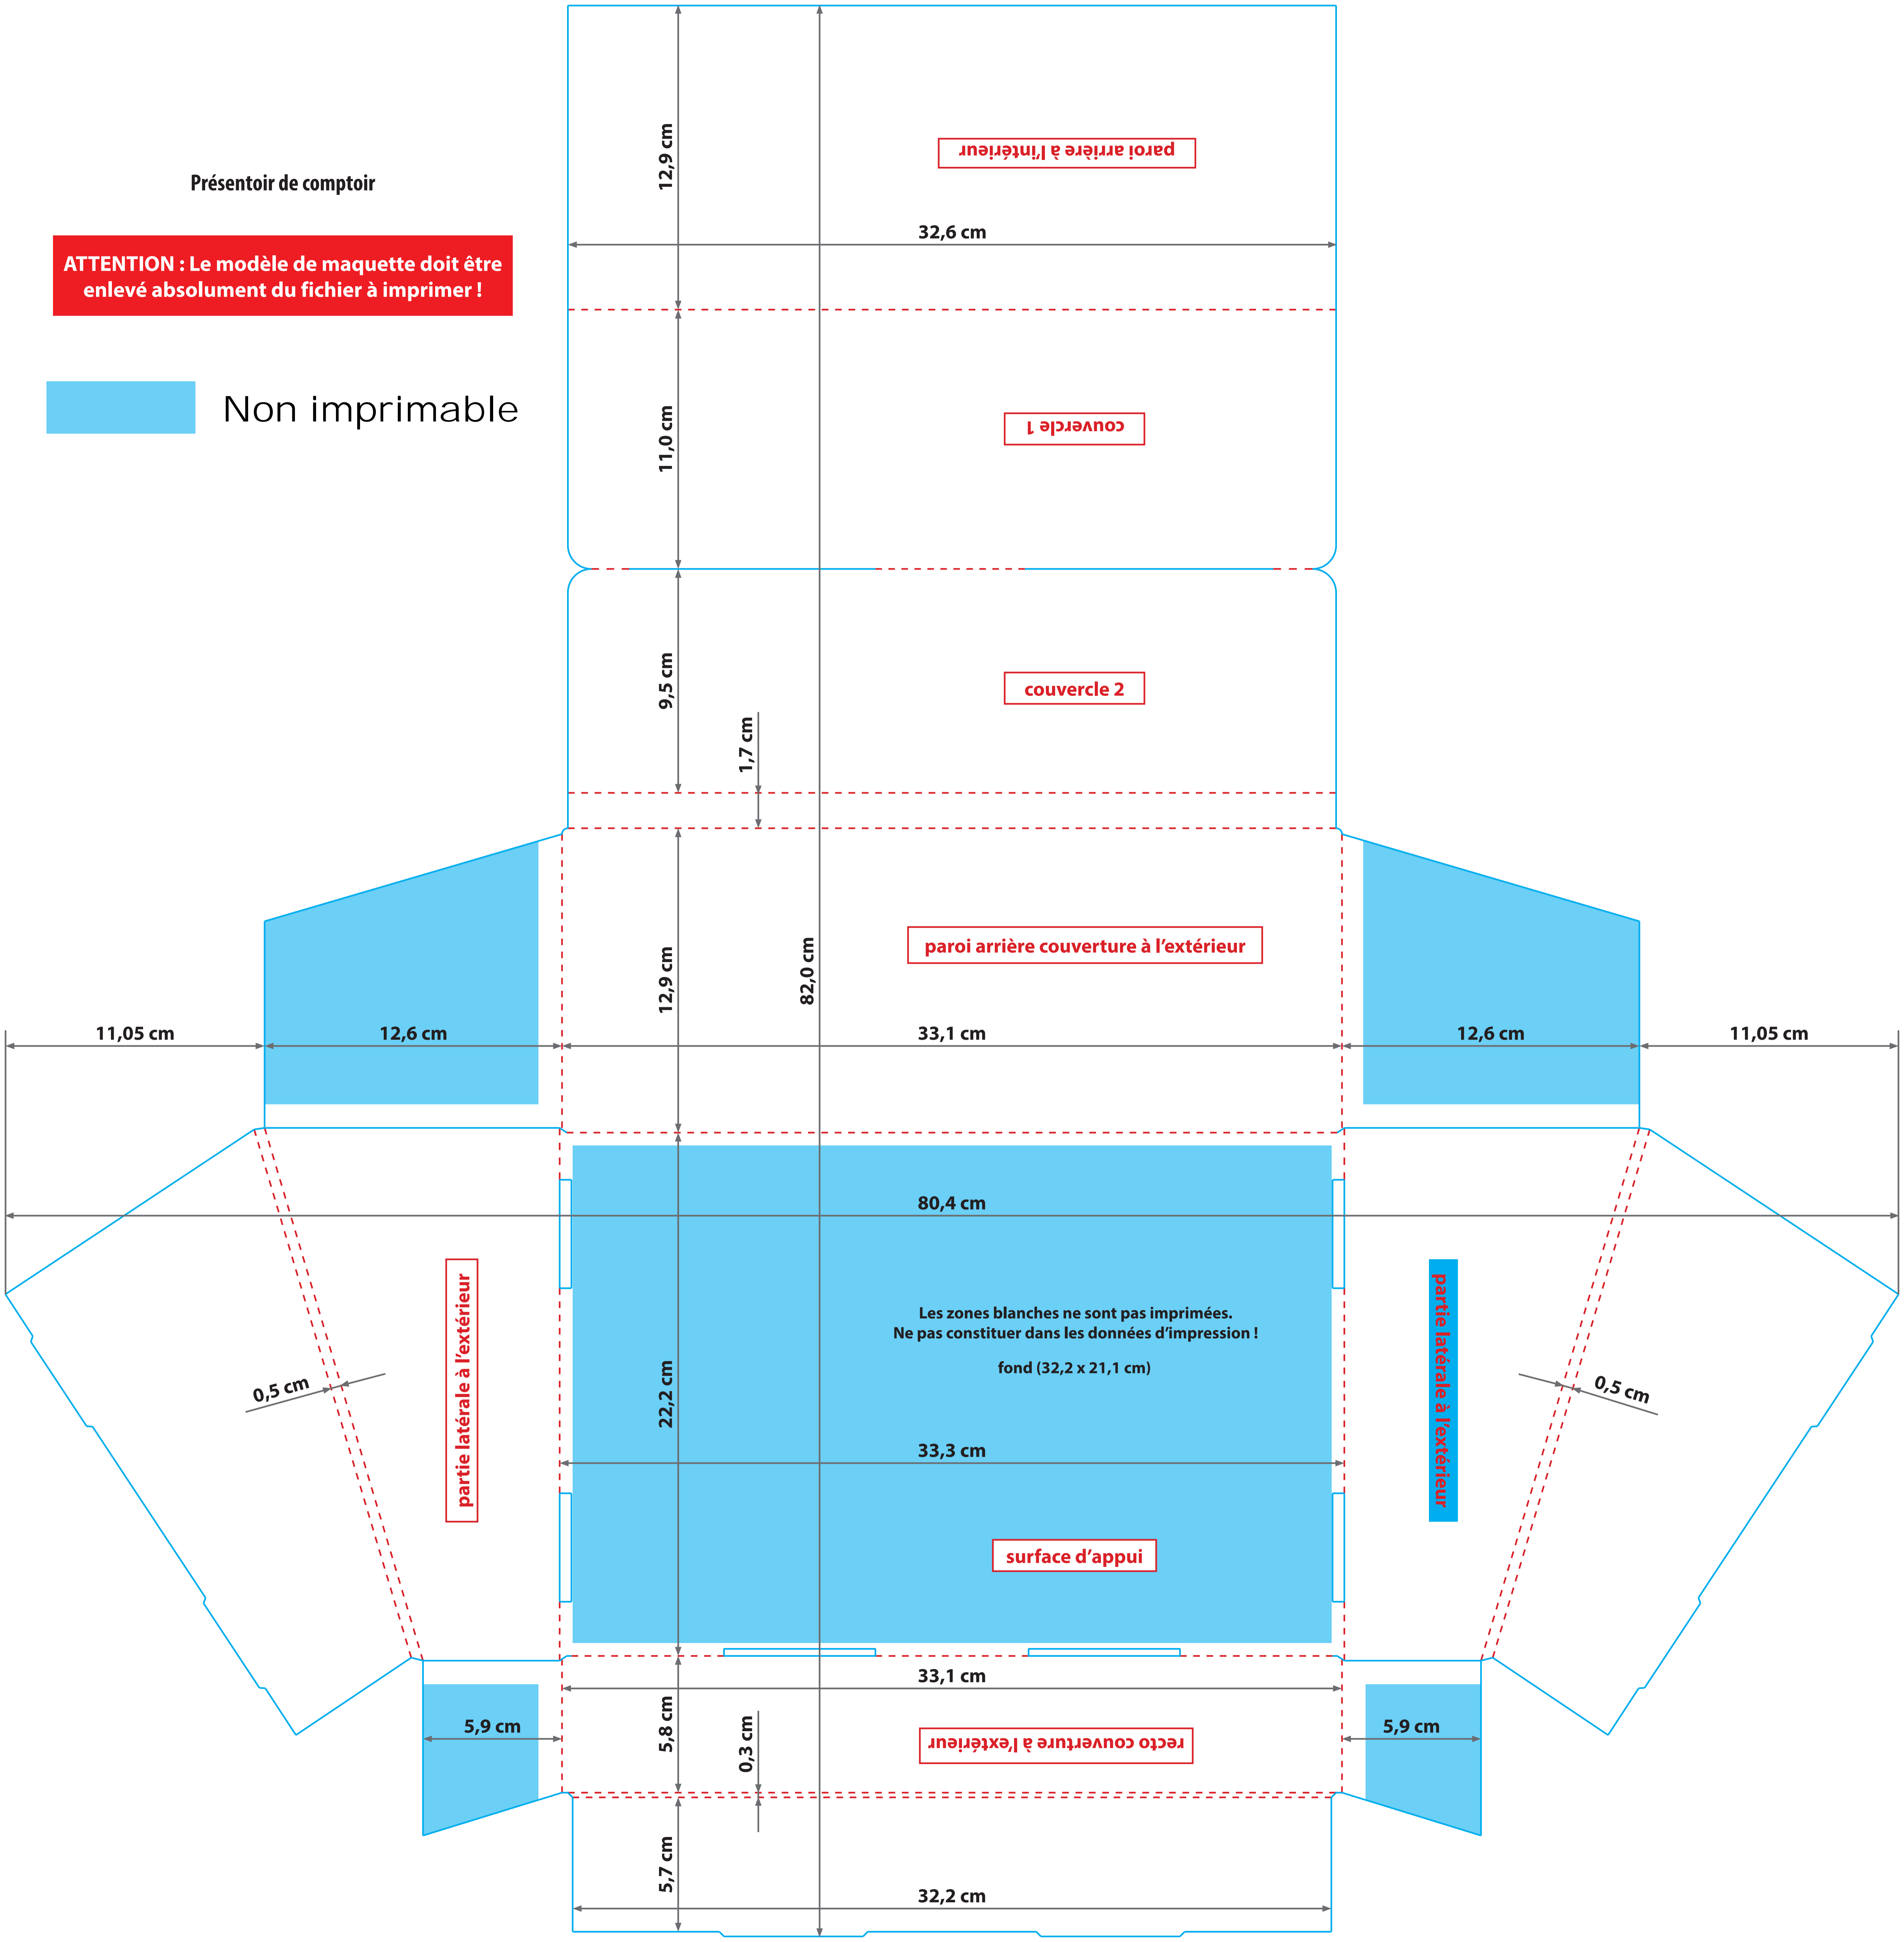 12,9 cm
paroi arrière à l'intérieur
Présentoir de comptoir
32,6 cm
ATTENTION : Le modèle de maquette doit être
enlevé absolument du fichier à imprimer !
Non imprimable
11,0 cm
couvercle 1
9,5 cm
couvercle 2
1,7 cm
paroi arrière couverture à l’extérieur
12,9 cm
82,0 cm
11,05 cm
12,6 cm
33,1 cm
12,6 cm
11,05 cm
80,4 cm
partie latérale à l’extérieur
Les zones blanches ne sont pas imprimées.
Ne pas constituer dans les données d’impression !
fond (32,2 x 21,1 cm)
partie latérale à l’extérieur
0,5 cm
22,2 cm
0,5 cm
33,3 cm
surface d’appui
33,1 cm
5,9 cm
5,8 cm
0,3 cm
recto couverture à l’extérieur
5,9 cm
5,7 cm
32,2 cm